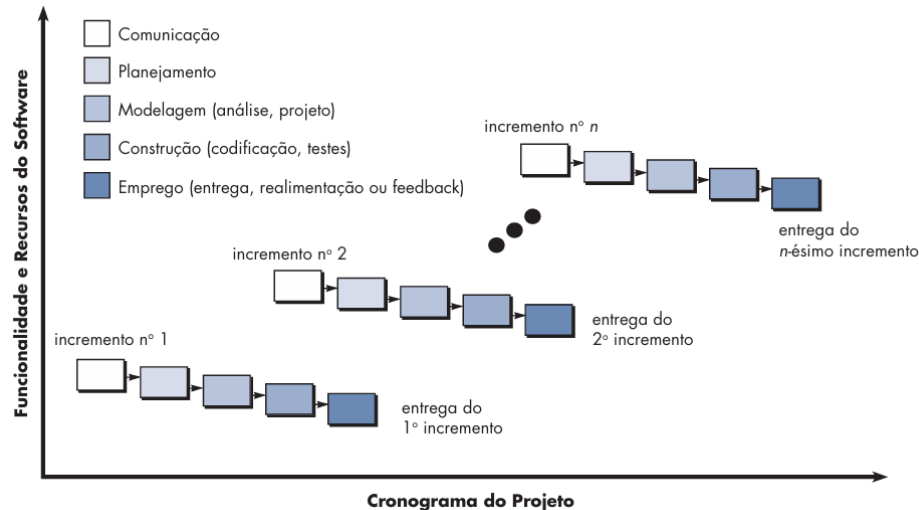 Funcionalidade e Recursos do Software
Comunicação
Planejamento
Modelagem (análise, projeto)
Construção (codificação, testes)
Emprego (entrega, realimentação ou feedback)
incremento nº n
entrega do
n-ésimo incremento
incremento nº 2
entrega do
2º incremento
incremento nº 1
entrega do
1º incremento
Cronograma do Projeto